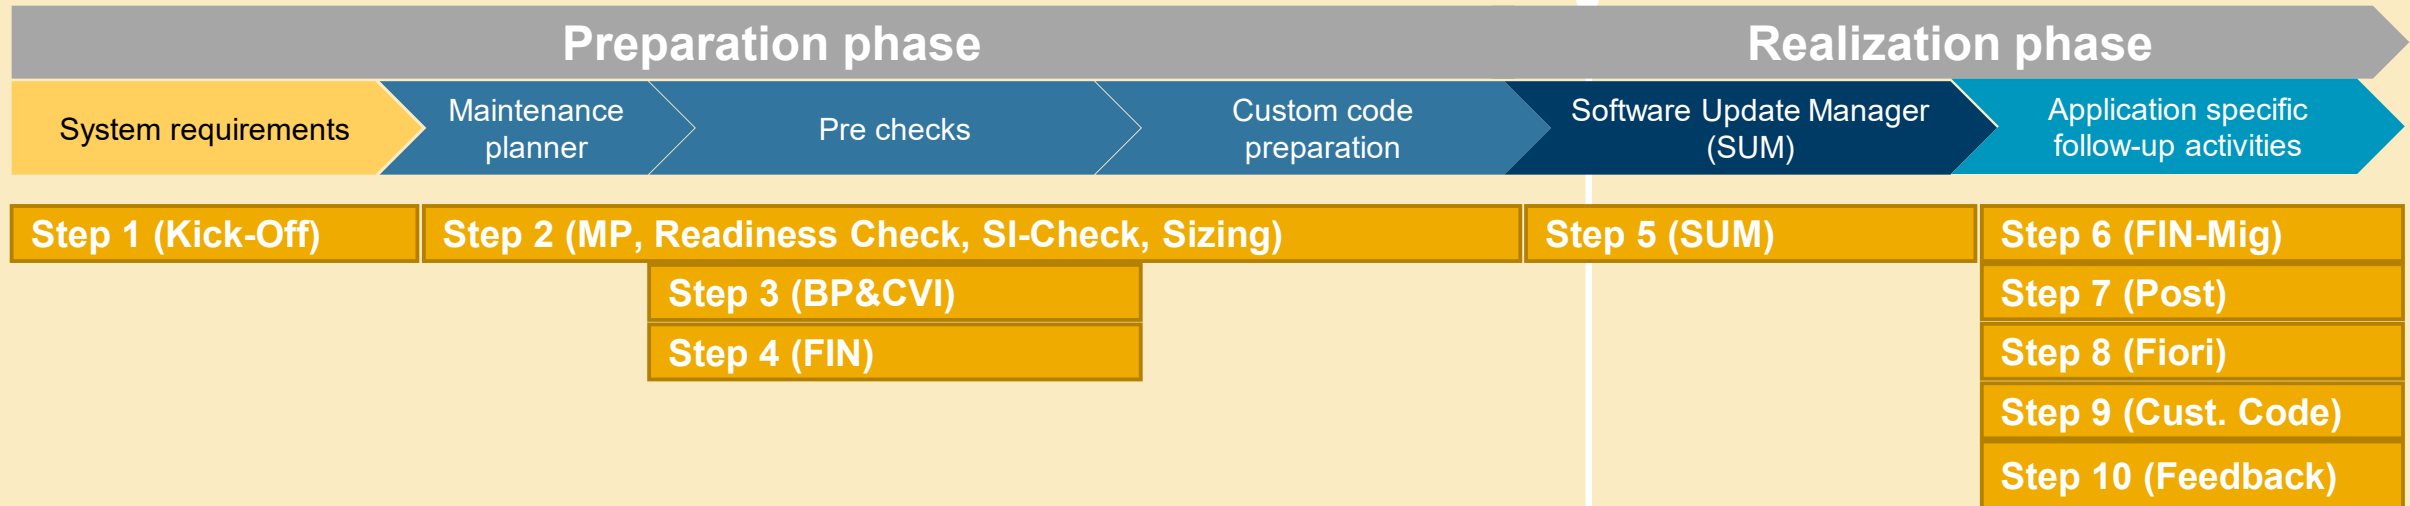 Preparation phase
Realization phase
System requirements
Maintenance
planner
Pre checks
Custom code
preparation
Software Update Manager
(SUM)
Application specific
follow-up activities
Step 1 (Kick-Off)
Step 2 (MP, Readiness Check, SI-Check, Sizing)
Step 5 (SUM)
Step 6 (FIN-Mig)
Step 3 (BP&CVI)
Step 7 (Post)
Step 4 (FIN)
Step 8 (Fiori)
Step 9 (Cust. Code)
Step 10 (Feedback)